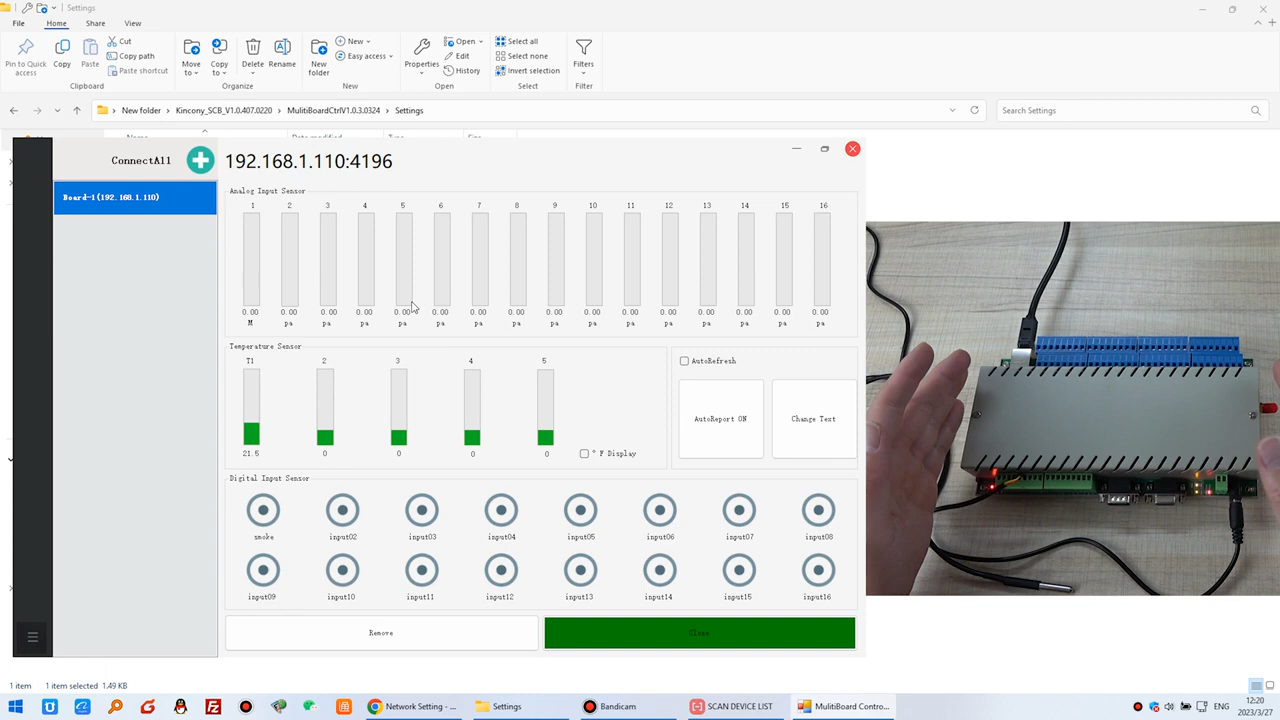 Settings
File Home Share View
Pin to Quick access
Copy
Paste
Cut
Copy path
Paste shortcut
Clipboard
Move to
Copy to
Delete
Rename
Organize
New folder
New
Easy access
New
Properties
Open
Edit
History
Open
Select all
Select none
Invert selection
Select
Filters
Filter
New folder Kincony_SCB_V1.0.407.0220 MulitiBoardCtrlV1.0.3.0324 Settings
Search Settings
ConnectAll
192.168.1.110:4196
Board-1(192.168.1.110)
Analog Input Sensor
1 2 3 4 5 6 7 8 9 10 11 12 13 14 15 16
0.00 0.00 0.00 0.00 0.00 0.00 0.00 0.00 0.00 0.00 0.00 0.00 0.00 0.00 0.00 0.00
M pa pa pa pa pa pa pa pa pa pa pa pa pa pa pa
Temperature Sensor
T1 2 3 4 5
21.5 0 0 0 0
° F Display
AutoRefresh
AutoReport ON
Change Text
Digital Input Sensor
smoke input02 input03 input04 input05 input06 input07 input08
input09 input10 input11 input12 input13 input14 input15 input16
Remove
Close
1 item 1 item selected 1.49 KB
Network Setting - ...
Settings
Bandicam
SCAN DEVICE LIST
MulitiBoard Contro...
ENG
12:20
2023/3/27